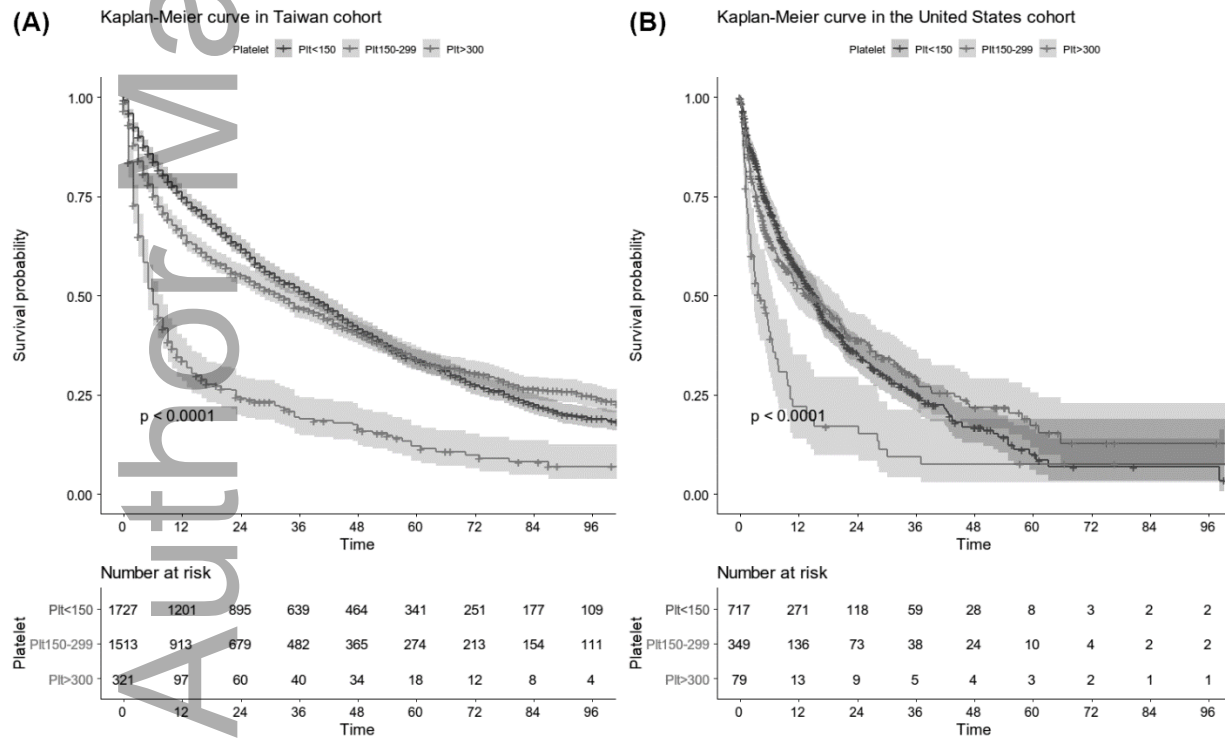 (A)
Kaplan-Meier curve in Taiwan cohort
Platelet Plt<150 Plt150-299 Plt>300
Survival probability
1.00
0.75
0.50
0.25
0.00
p < 0.0001
0 12 24 36 48 60 72 84 96
Time
Number at risk
Platelet
Plt<150 1727 1201 895 639 464 341 251 177 109
Plt150-299 1513 913 679 482 365 274 213 154 111
Plt>300 321 97 60 40 34 18 12 8 4
0 12 24 36 48 60 72 84 96
Time
(B)
Kaplan-Meier curve in the United States cohort
Platelet Plt<150 Plt150-299 Plt>300
Survival probability
1.00
0.75
0.50
0.25
0.00
p < 0.0001
0 12 24 36 48 60 72 84 96
Time
Number at risk
Platelet
Plt<150 717 271 118 59 28 8 3 2 2
Plt150-299 349 136 73 38 24 10 4 2 2
Plt>300 79 13 9 5 4 3 2 1 1
0 12 24 36 48 60 72 84 96
Time
Author Ma